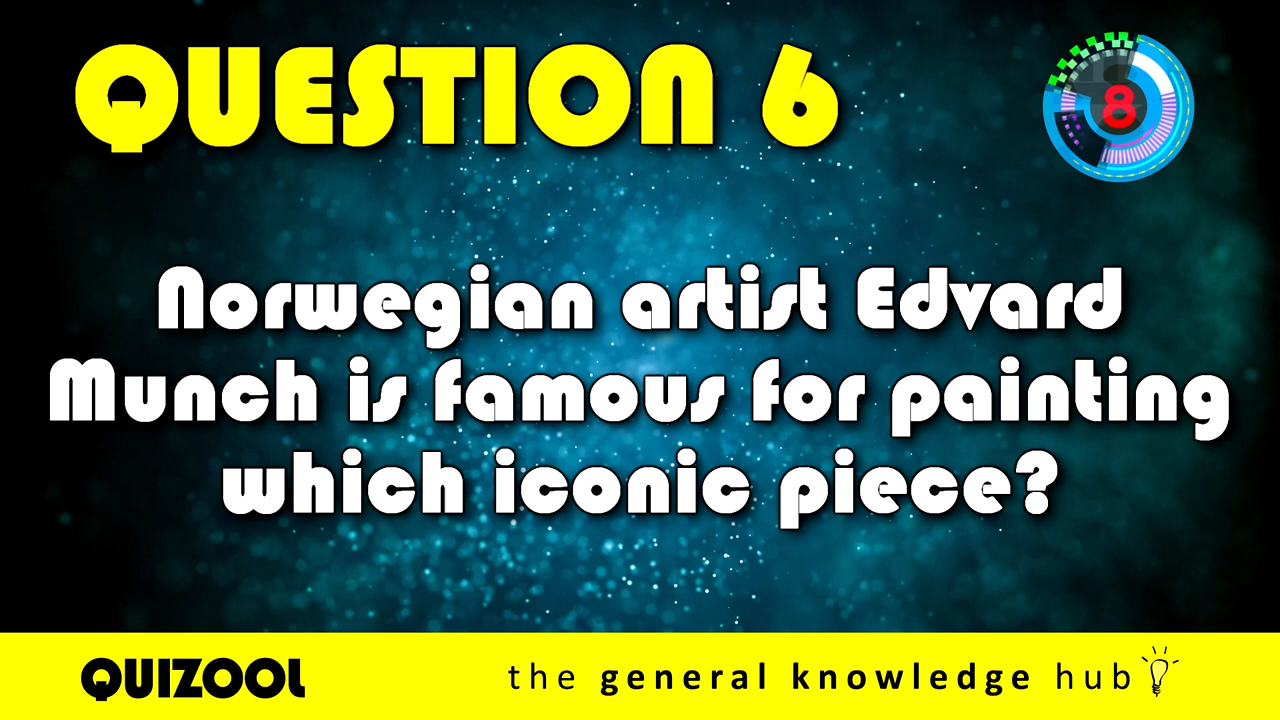 QUESTION 6
8
Norwegian artist Edvard
Munch is famous for painting
which iconic piece?
QUIZOOL
the general knowledge hub